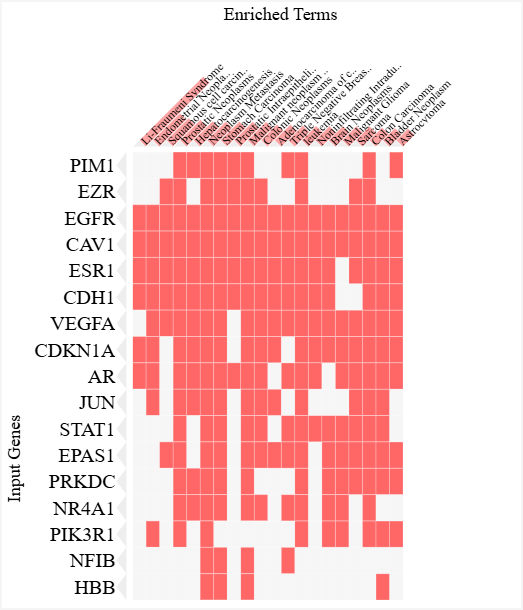 Enriched Terms
Li-Fraumeni Syndrome
Endometrial Neopla..
Squamous cell carcin..
Prostatic Neoplasms
Hepatocarcinogenesis
Neoplasm Metastasis
Stomach Carcinoma
Prostatic Intraepitheli..
Malignant neoplasm ..
Colonic Neoplasms
Adenocarcinoma of c..
Triple Negative Breas..
leukemia
Noninfiltrating Intradu..
Brain Neoplasms
Malignant Glioma
Sarcoma
Colon Carcinoma
Bladder Neoplasm
Astrocytoma
Input Genes
PIM1
EZR
EGFR
CAV1
ESR1
CDH1
VEGFA
CDKN1A
AR
JUN
STAT1
EPAS1
PRKDC
NR4A1
PIK3R1
NFIB
HBB